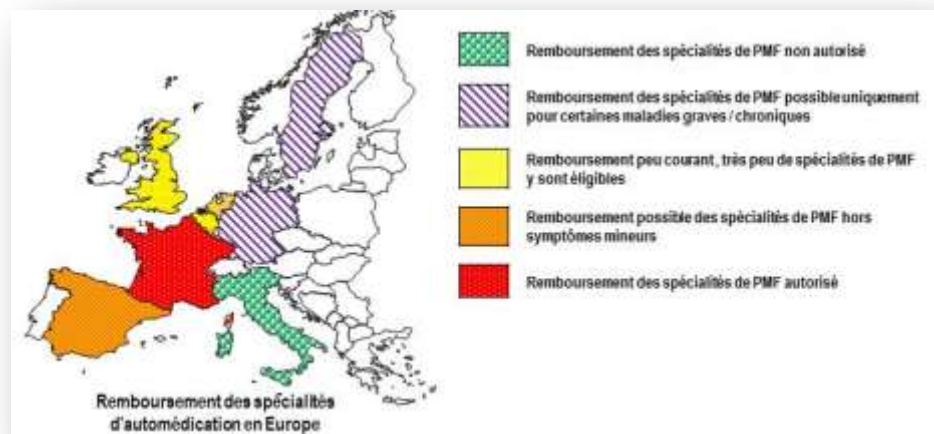 Remboursement des spécialités de PMF non autorisé
Remboursement des spécialités de PMF possible uniquement
pour certaines maladies graves / chroniques
Remboursement peu courant, très peu de spécialités de PMF
y sont éligibles
Remboursement possible des spécialités de PMF hors
symptômes mineurs
Remboursement des spécialités de PMF autorisé
Remboursement des spécialités
d'automédication en Europe